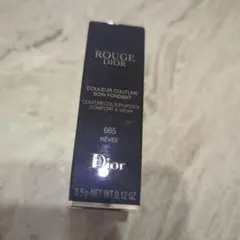 ROUGE
DIOR
COULEUR COUTURE
SOIN FONDANT
COUTURE COLOUR LIPSTICK
COMFORT & WEAR
665
Dior
3.5g-NET WT 0.12 OZ